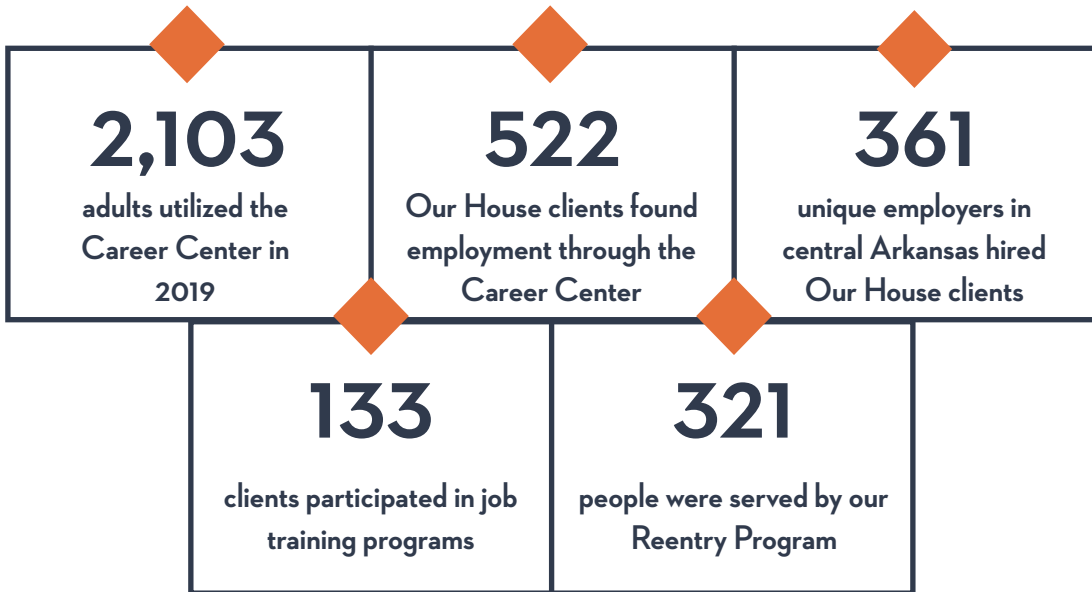 2,103
adults utilized the
Career Center in
2019
522
Our House clients found
employment through the
Career Center
361
unique employers in
central Arkansas hired
Our House clients
133
clients participated in job
training programs
321
people were served by our
Reentry Program